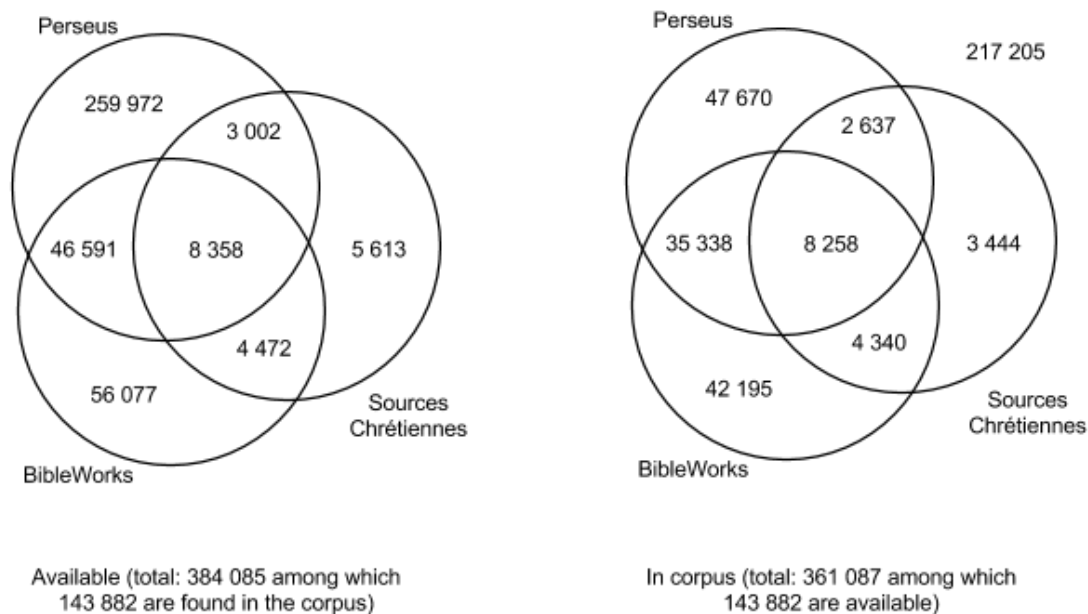 Perseus
259 972
3 002
46 591
8 358
5 613
4 472
56 077
Sources
Chrétiennes
BibleWorks
Available (total: 384 085 among which
143 882 are found in the corpus)
Perseus
217 205
47 670
2 637
35 338
8 258
3 444
4 340
42 195
Sources
Chrétiennes
BibleWorks
In corpus (total: 361 087 among which
143 882 are available)